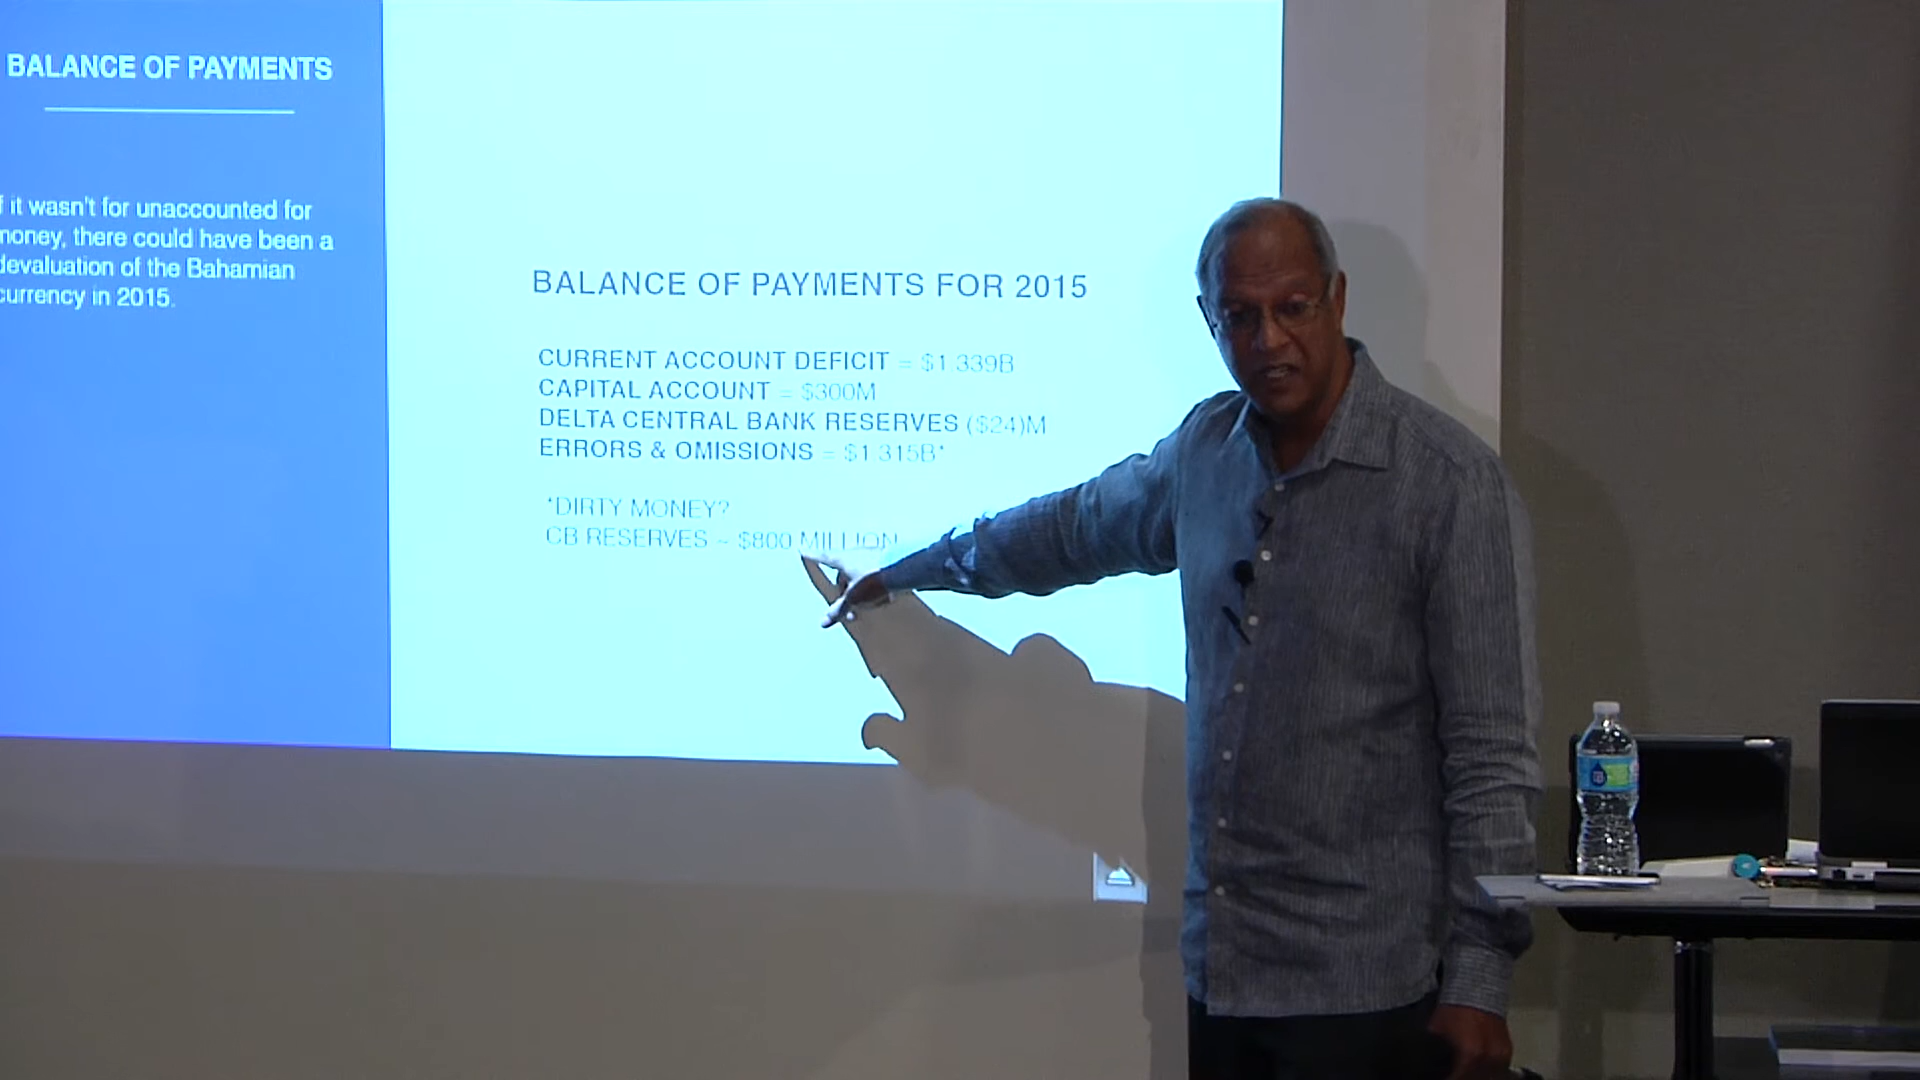 BALANCE OF PAYMENTS
f it wasn't for unaccounted for
money, there could have been a
devaluation of the Bahamian
currency in 2015.
BALANCE OF PAYMENTS FOR 2015
CURRENT ACCOUNT DEFICIT = $1.339B
CAPITAL ACCOUNT = $300M
DELTA CENTRAL BANK RESERVES ($24)M
ERRORS & OMISSIONS = $1.315B*
*DIRTY MONEY?
CB RESERVES ~ $800 MILLION